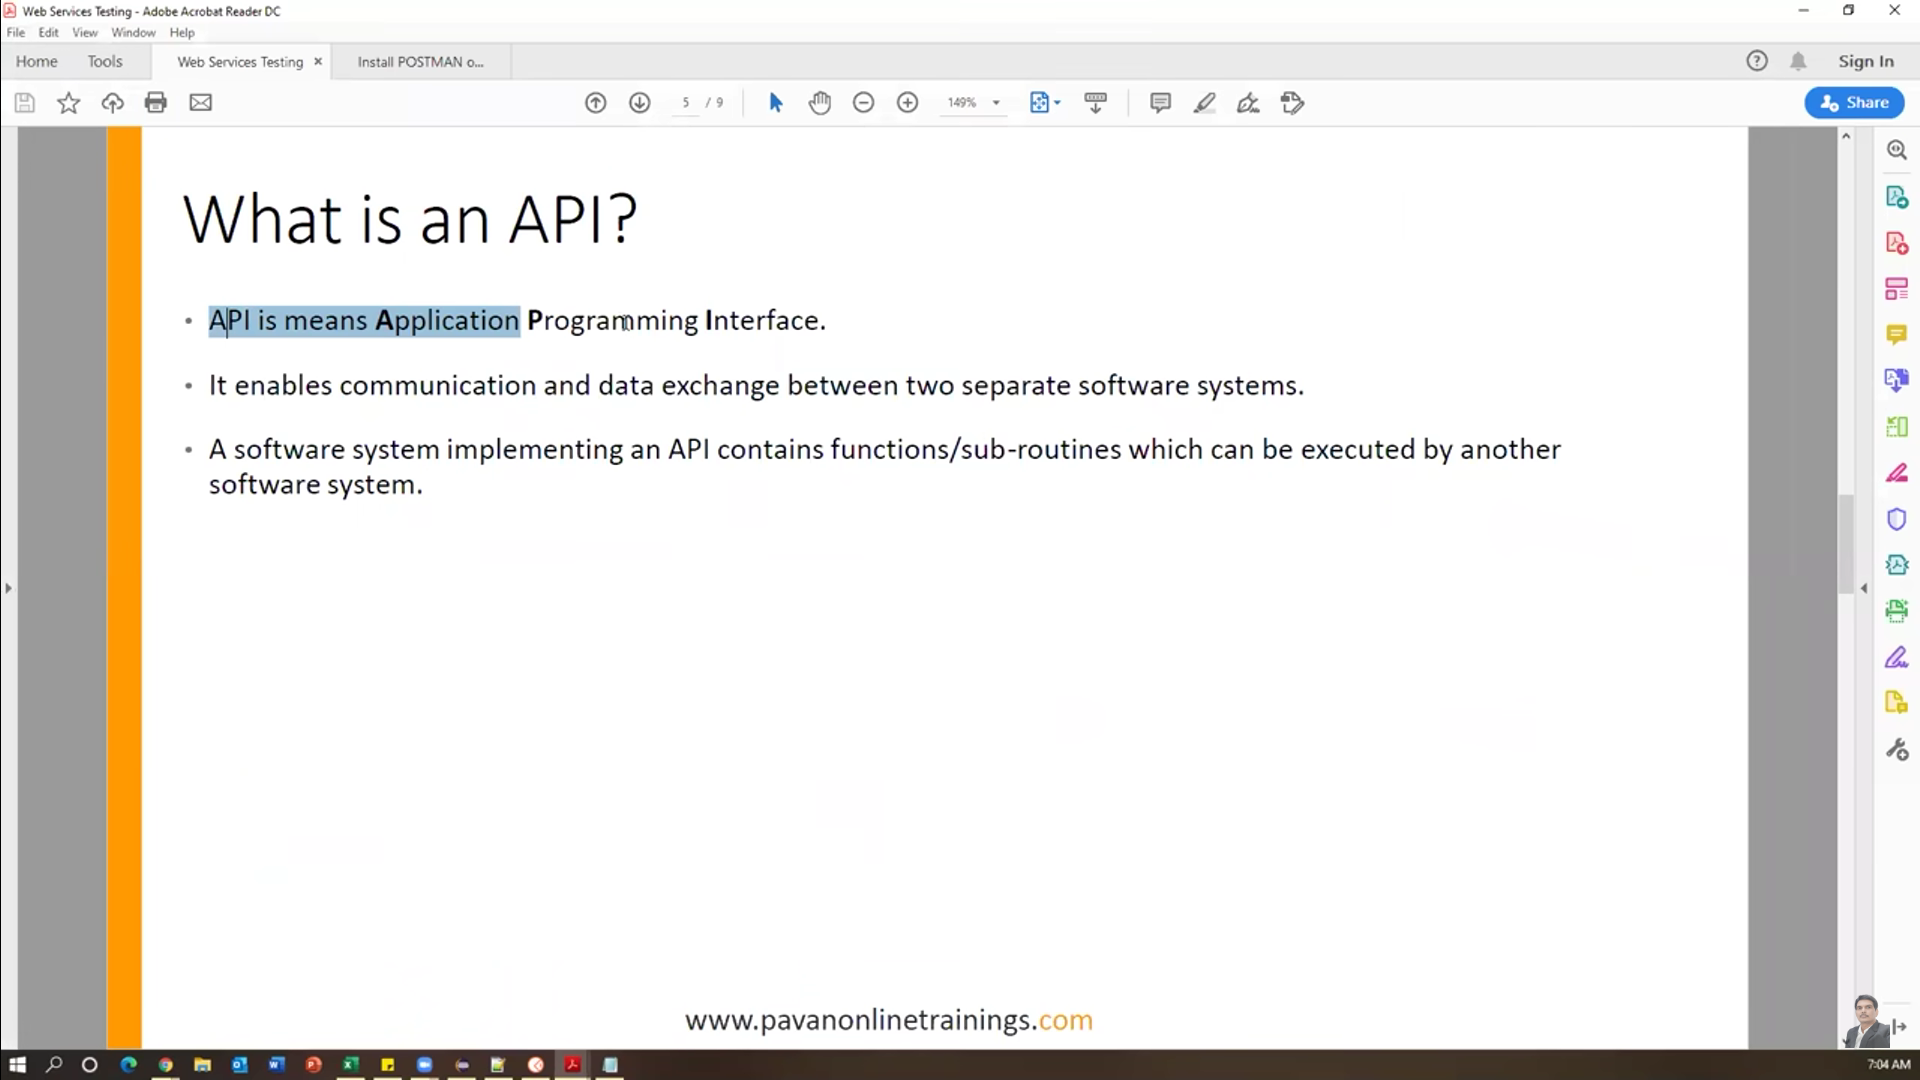 Web Services Testing - Adobe Acrobat Reader DC
File Edit View Window Help
Home Tools Web Services Testing Install POSTMAN o... Sign In
5 / 9 149% Share
What is an API?
• API is means Application Programming Interface.
• It enables communication and data exchange between two separate software systems.
• A software system implementing an API contains functions/sub-routines which can be executed by another
software system.
www.pavanonlinetrainings.com
7:04 AM